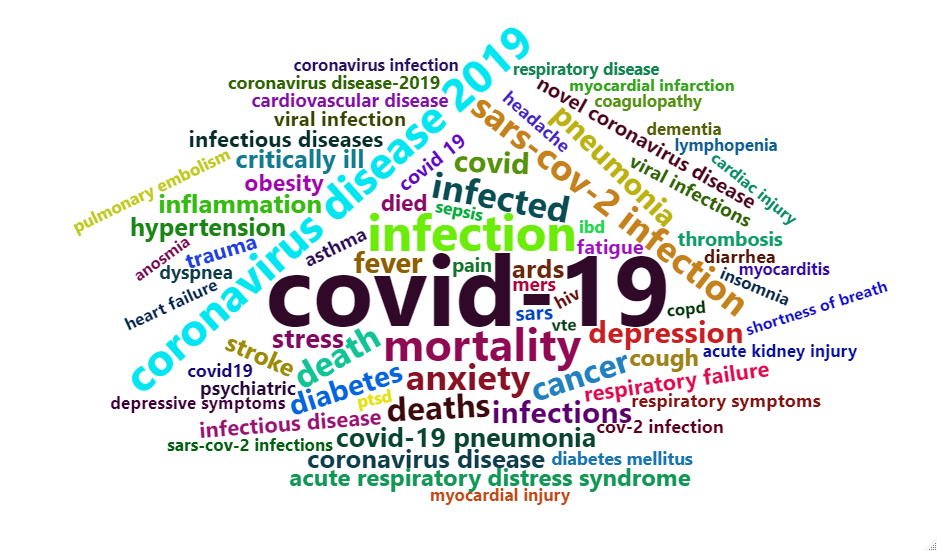 coronavirus disease 2019
coronavirus infection
respiratory disease
coronavirus disease-2019
myocardial infarction
cardiovascular disease
novel coronavirus disease
coagulopathy
viral infection
headache
sars-cov-2 infection
pneumonia
dementia
infectious diseases
covid 19
lymphopenia
critically ill
covid
viral infections
cardiac injury
pulmonary embolism
obesity
infected
inflammation
died
sepsis
hypertension
infection
ibd
fatigue
thrombosis
anosmia
trauma
asthma
diarrhea
dyspnea
fever
pain
ards
myocarditis
insomnia
heart failure
covid-19
mers
hiv
sars
vte
copd
shortness of breath
stress
mortality
depression
stroke
death
cough
acute kidney injury
covid19
psychiatric
diabetes
anxiety
cancer
respiratory failure
depressive symptoms
ptsd
deaths
infections
respiratory symptoms
infectious disease
cov-2 infection
sars-cov-2 infections
covid-19 pneumonia
coronavirus disease
diabetes mellitus
acute respiratory distress syndrome
myocardial injury